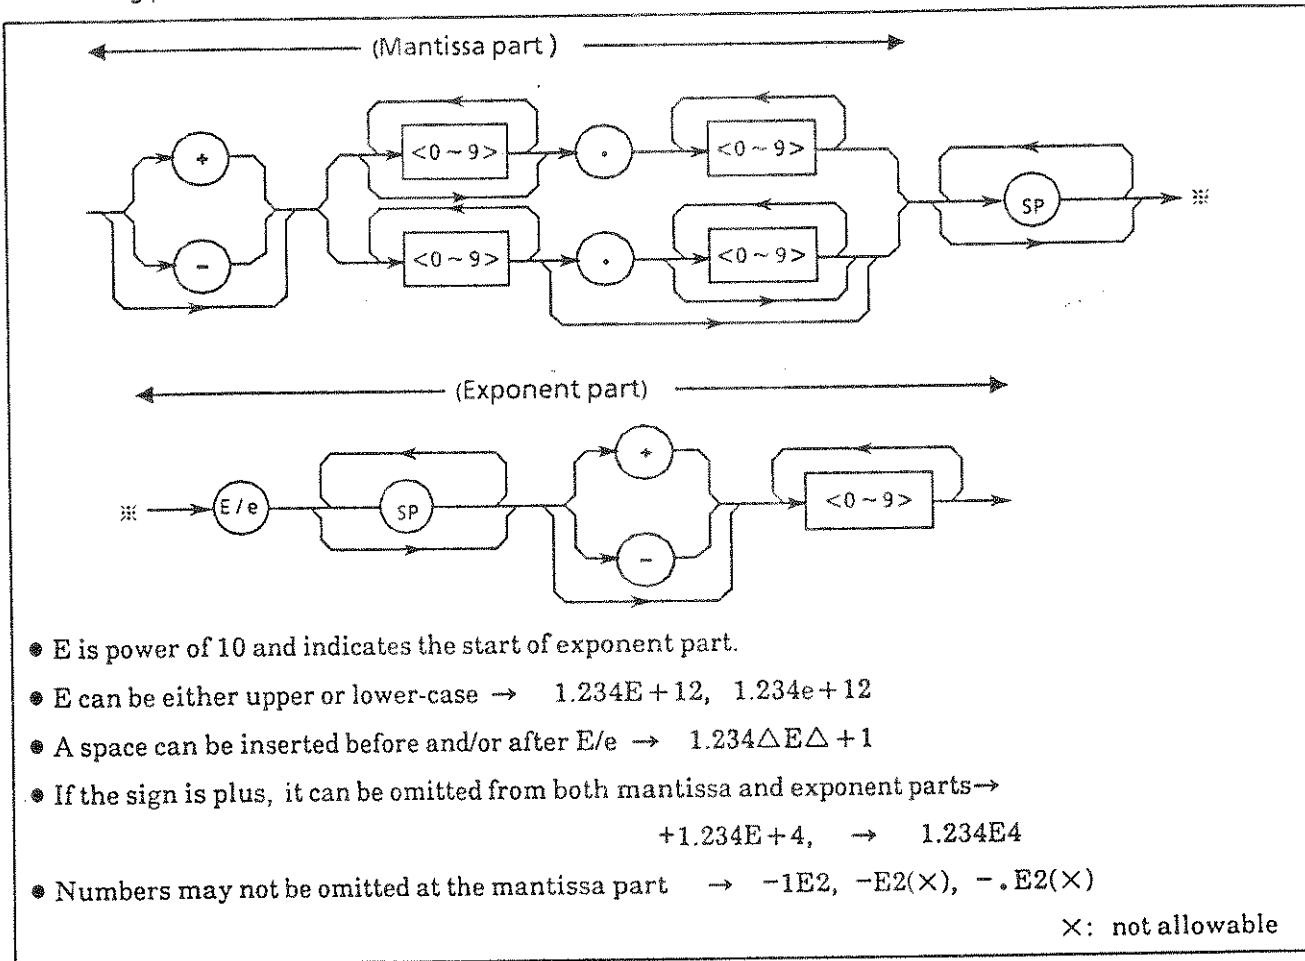 (Mantissa part )
+
<0~9>
.
<0~9>
-
<0~9>
.
<0~9>
SP
※
(Exponent part)
※
E/e
SP
+
-
<0~9>
● E is power of 10 and indicates the start of exponent part.
● E can be either upper or lower-case → 1.234E+12, 1.234e+12
● A space can be inserted before and/or after E/e → 1.234△E△+1
● If the sign is plus, it can be omitted from both mantissa and exponent parts→
+1.234E+4, → 1.234E4
● Numbers may not be omitted at the mantissa part → -1E2, -E2(×), -.E2(×)
×: not allowable